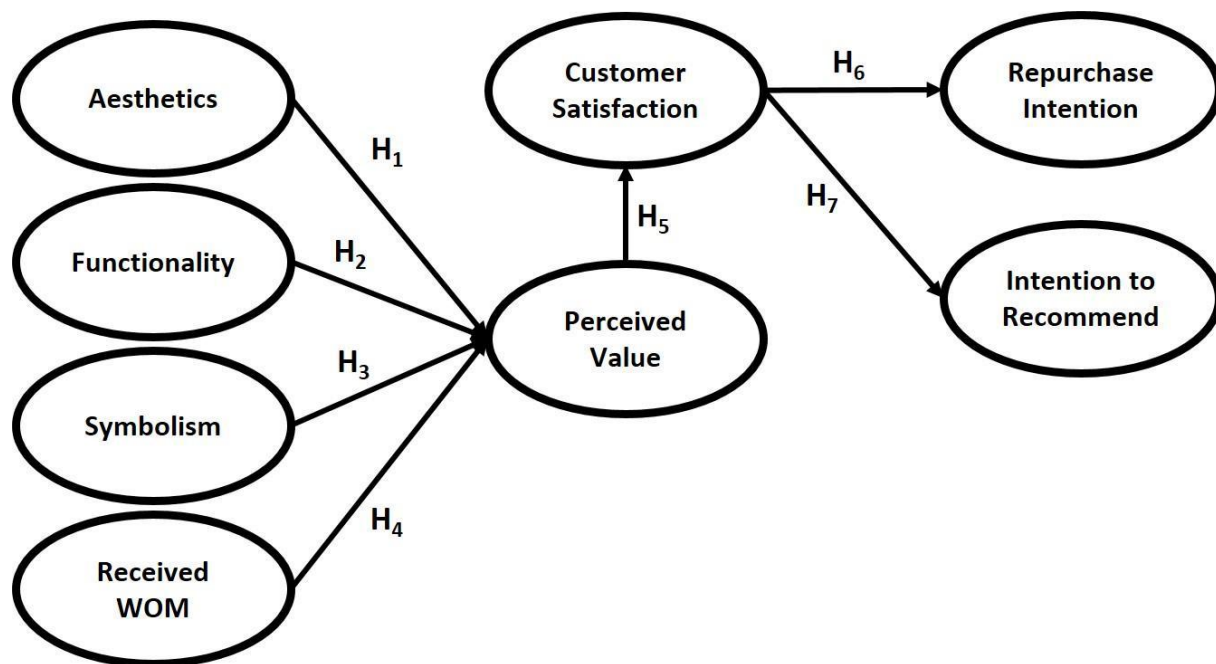 Aesthetics
H₁
Functionality
H₂
Symbolism
H₃
Received
WOM
H₄
Perceived
Value
H₅
Customer
Satisfaction
H₆
H₇
Repurchase
Intention
Intention to
Recommend